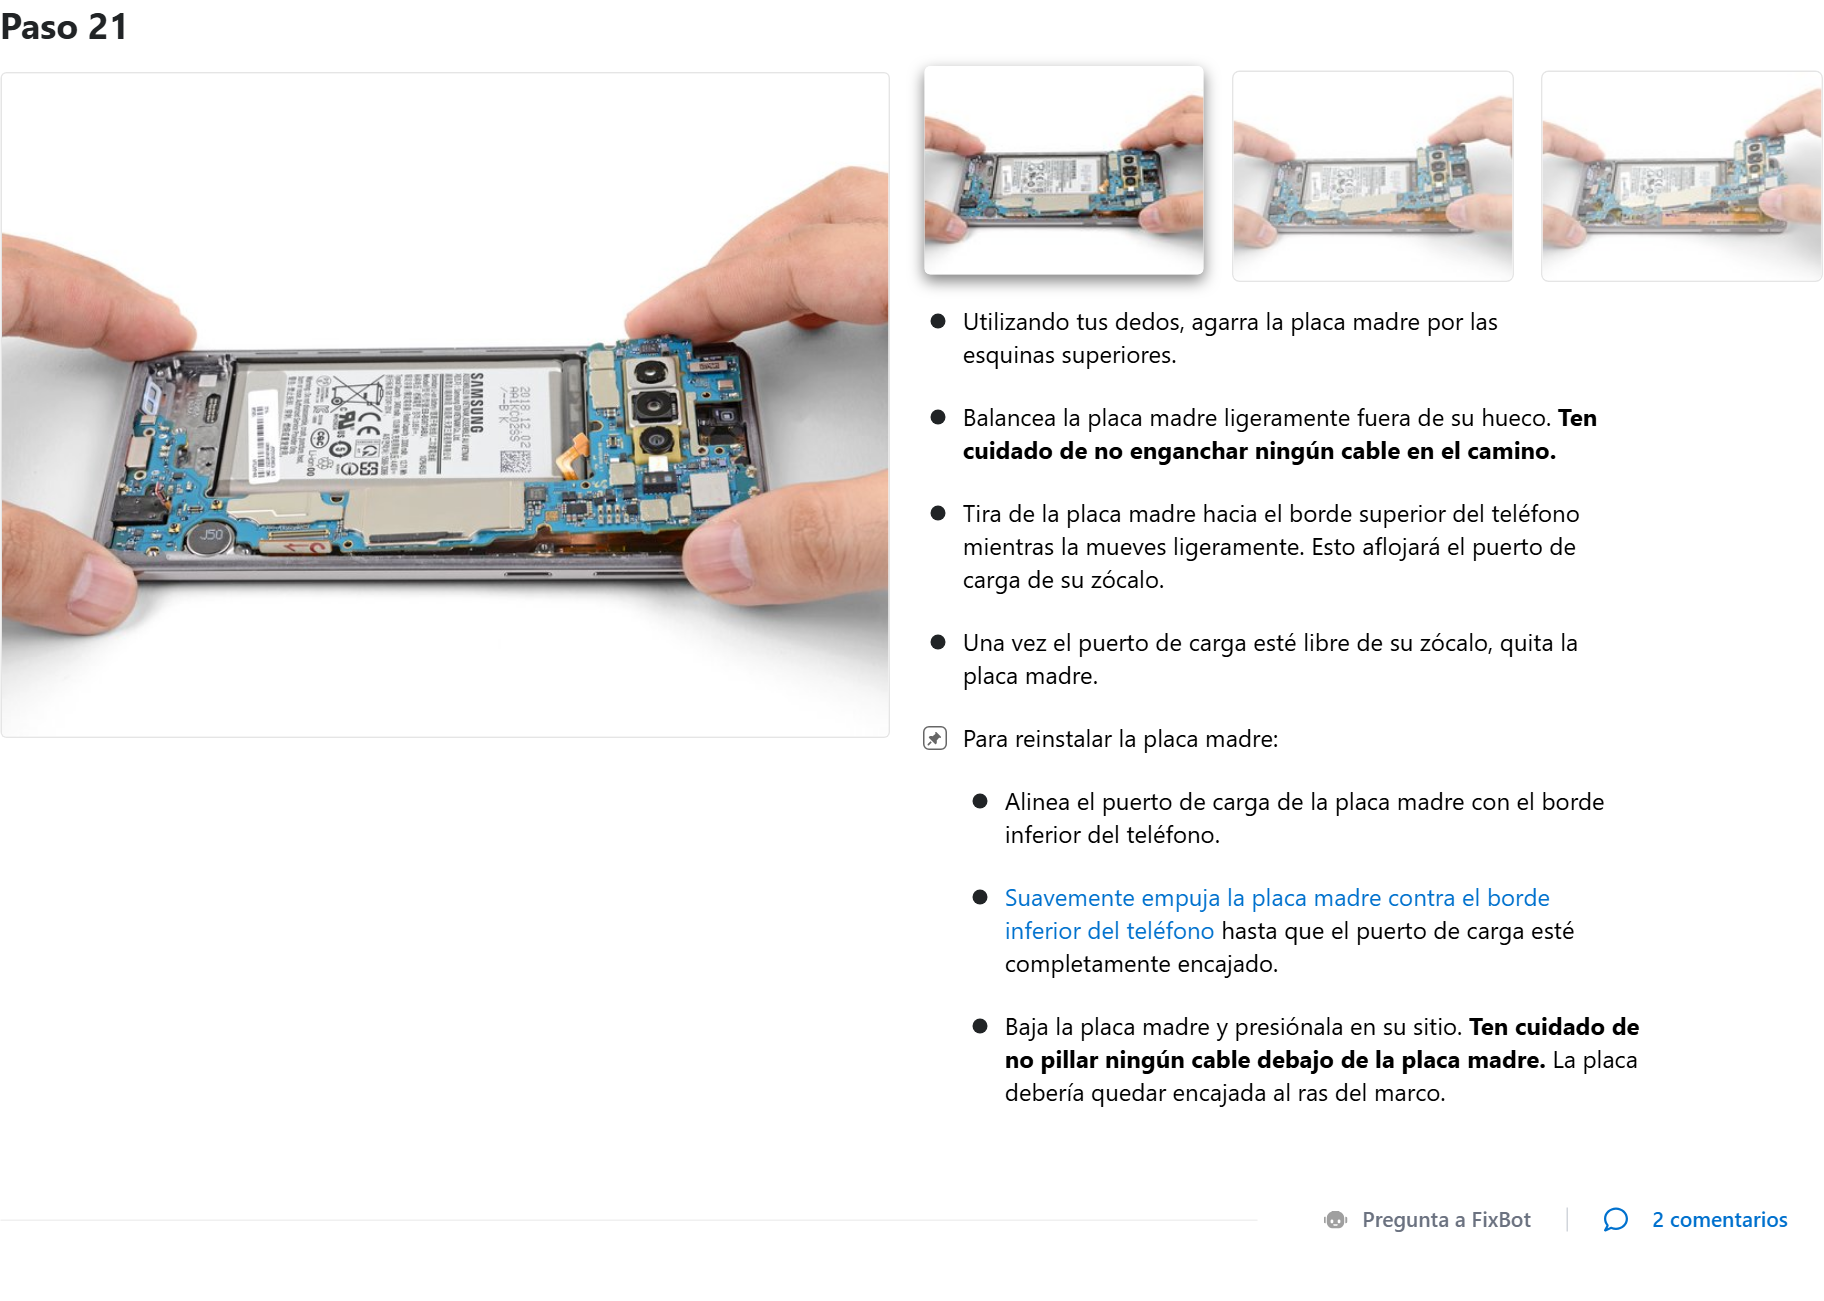 Paso 21
SAMSUNG
2018.12.02
J50
Utilizando tus dedos, agarra la placa madre por las
esquinas superiores.
Balancea la placa madre ligeramente fuera de su hueco. Ten
cuidado de no enganchar ningún cable en el camino.
Tira de la placa madre hacia el borde superior del teléfono
mientras la mueves ligeramente. Esto aflojará el puerto de
carga de su zócalo.
Una vez el puerto de carga esté libre de su zócalo, quita la
placa madre.
Para reinstalar la placa madre:
Alinea el puerto de carga de la placa madre con el borde
inferior del teléfono.
Suavemente empuja la placa madre contra el borde
inferior del teléfono hasta que el puerto de carga esté
completamente encajado.
Baja la placa madre y presiónala en su sitio. Ten cuidado de
no pillar ningún cable debajo de la placa madre. La placa
debería quedar encajada al ras del marco.
Pregunta a FixBot
2 comentarios